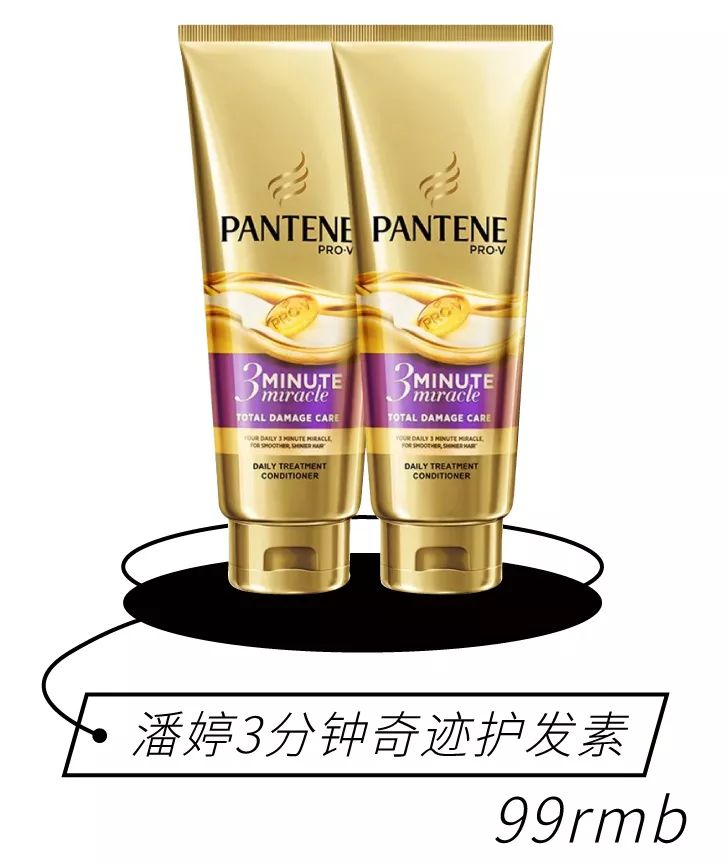 PANTENE
PRO-V
PRO-V
3 MINUTE
miracle
TOTAL DAMAGE CARE
YOUR DAILY 3 MINUTE MIRACLE,
FOR SMOOTHER, SHINIER HAIR*
DAILY TREATMENT
CONDITIONER
PANTENE
PRO-V
PRO-V
3 MINUTE
miracle
TOTAL DAMAGE CARE
YOUR DAILY 3 MINUTE MIRACLE,
FOR SMOOTHER, SHINIER HAIR*
DAILY TREATMENT
CONDITIONER
潘婷3分钟奇迹护发素
99rmb